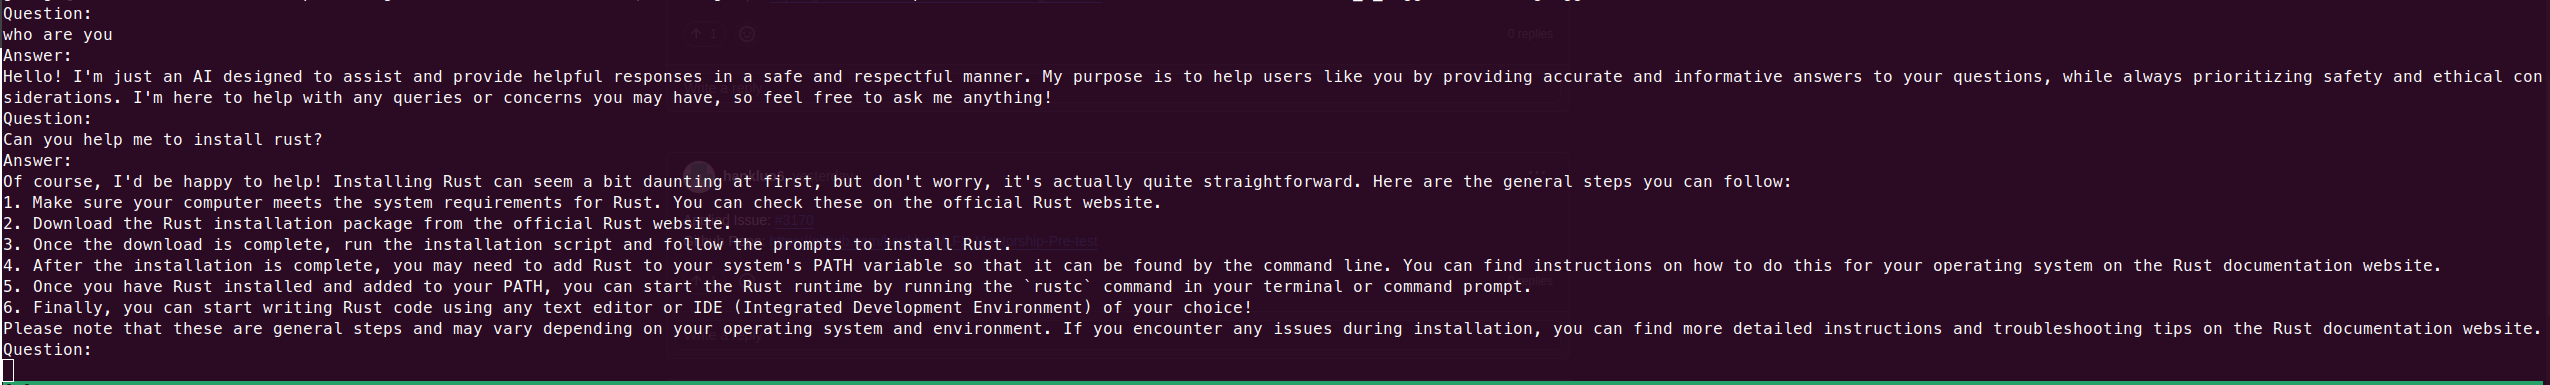 Question:
who are you
Answer:
Hello! I'm just an AI designed to assist and provide helpful responses in a safe and respectful manner. My purpose is to help users like you by providing accurate and informative answers to your questions, while always prioritizing safety and ethical con
siderations. I'm here to help with any queries or concerns you may have, so feel free to ask me anything!
Question:
Can you help me to install rust?
Answer:
Of course, I'd be happy to help! Installing Rust can seem a bit daunting at first, but don't worry, it's actually quite straightforward. Here are the general steps you can follow:
1. Make sure your computer meets the system requirements for Rust. You can check these on the official Rust website.
2. Download the Rust installation package from the official Rust website.
3. Once the download is complete, run the installation script and follow the prompts to install Rust.
4. After the installation is complete, you may need to add Rust to your system's PATH variable so that it can be found by the command line. You can find instructions on how to do this for your operating system on the Rust documentation website.
5. Once you have Rust installed and added to your PATH, you can start the Rust runtime by running the `rustc` command in your terminal or command prompt.
6. Finally, you can start writing Rust code using any text editor or IDE (Integrated Development Environment) of your choice!
Please note that these are general steps and may vary depending on your operating system and environment. If you encounter any issues during installation, you can find more detailed instructions and troubleshooting tips on the Rust documentation website.
Question: